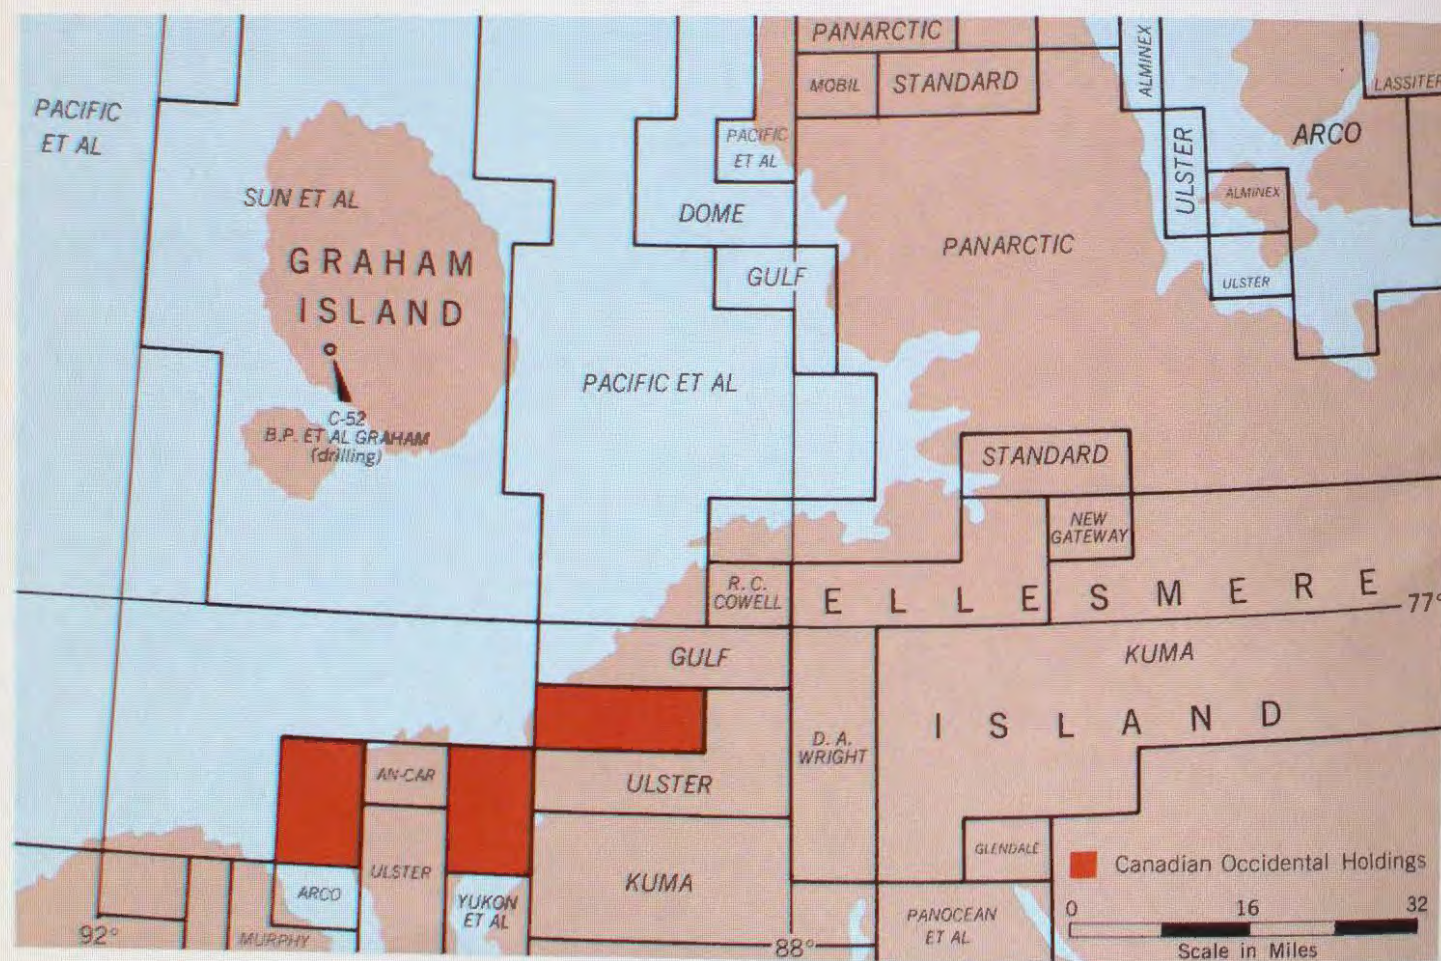 PANARCTIC
ALMINEX
MOBIL
STANDARD
LASSITER
PACIFIC
ET AL
PACIFIC
ET AL
ULSTER
ARCO
SUN ET AL
DOME
ALMINEX
PANARCTIC
GRAHAM
ISLAND
GULF
ULSTER
PACIFIC ET AL
C-52
B.P. ET AL GRAHAM
(drilling)
STANDARD
NEW
GATEWAY
R. C.
COWELL
ELLESMERE
77°
GULF
KUMA
ISLAND
D. A.
WRIGHT
AN-CAR
ULSTER
GLENDALE
Canadian Occidental Holdings
ULSTER
KUMA
ARCO
YUKON
ET AL
PANOCEAN
ET AL
0 16 32
Scale in Miles
92°
MURPHY
88°